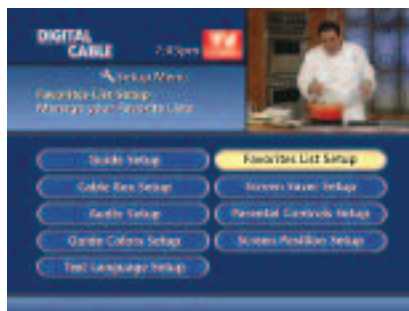 DIGITAL
CABLE
Setup Menu
Favorites List Setup
Manage your Favorite Lists
Guide Setup
Favorites List Setup
Cable Box Setup
Screen Saver Setup
Audio Setup
Parental Controls Setup
Guide Colors Setup
Screen Position Setup
Text Language Setup